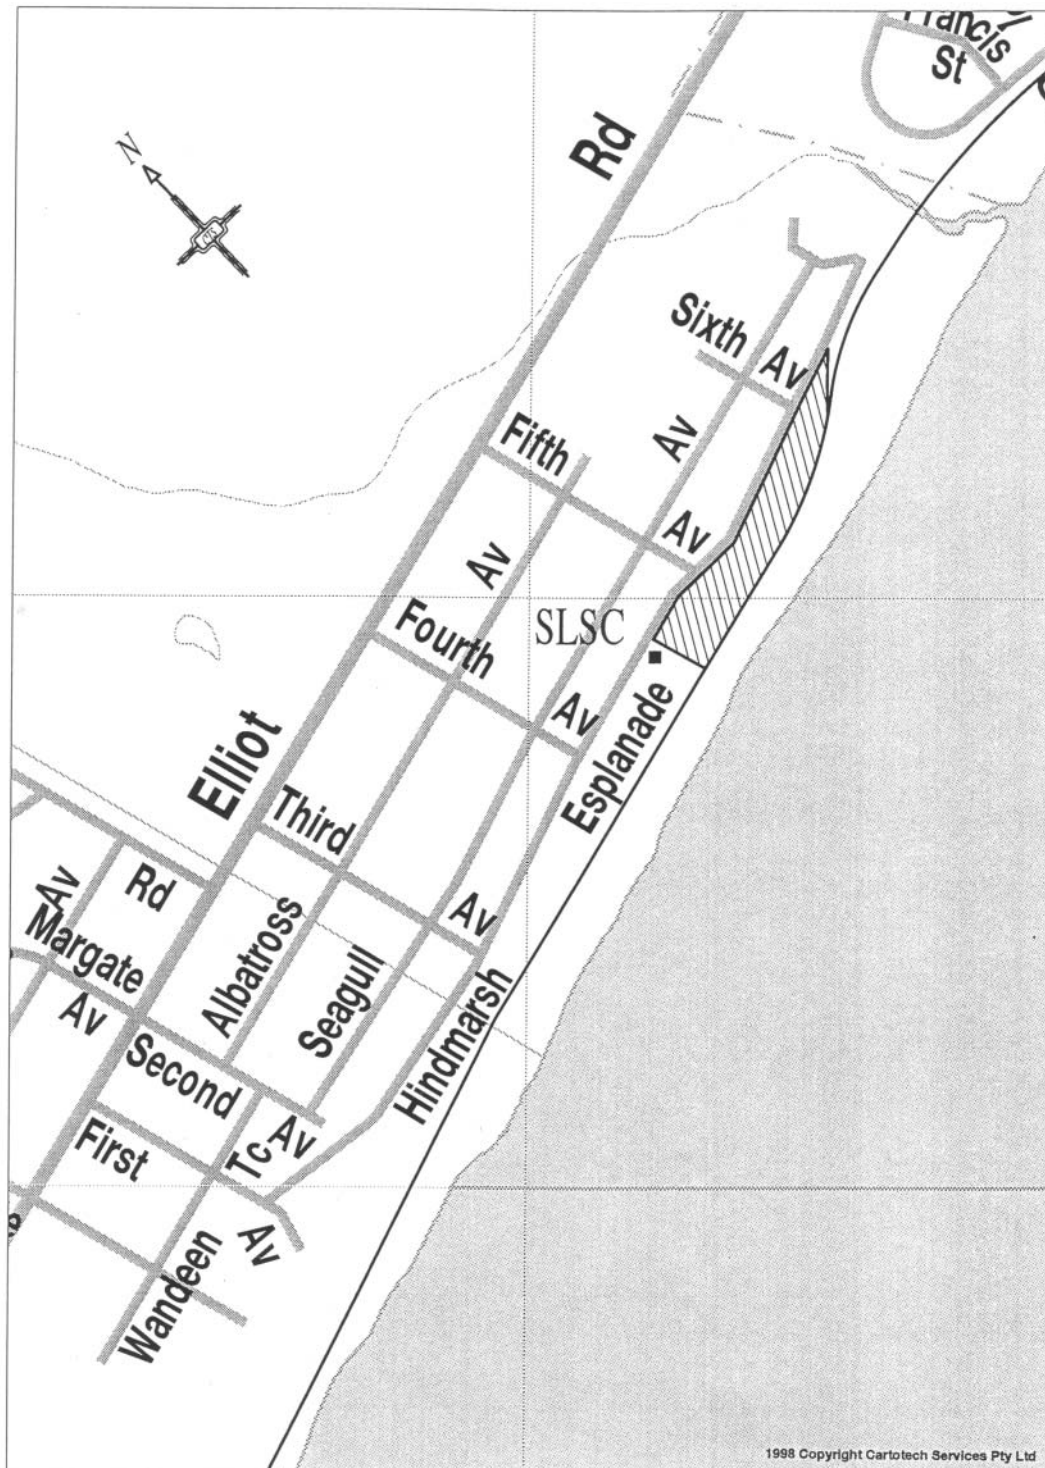 Francis
St
N
Rd
Sixth Av
Av
Fifth Av
Av
Fourth Av
SLSC
Esplanade
Elliot
Third Av
Rd
Av
Margate
Av
Albatross
Seagull
Hindmarsh
Second Av
Tc
First Av
Wandeen
1998 Copyright Cartotech Services Pty Ltd